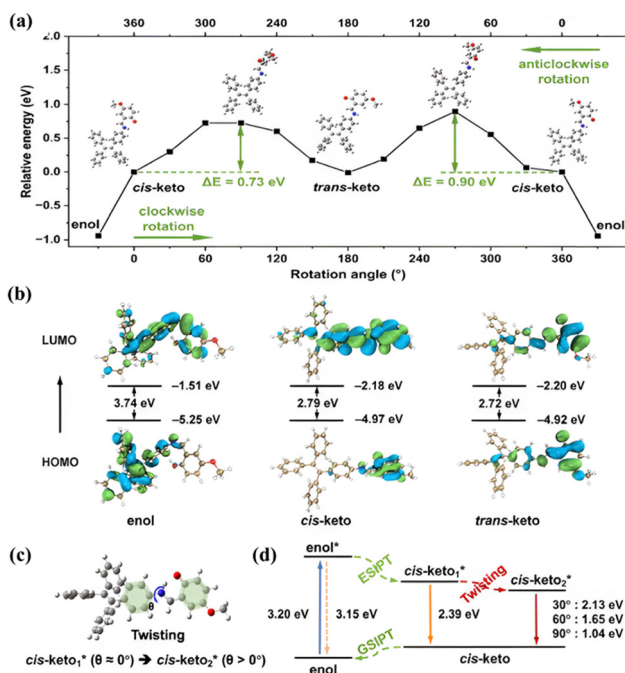 (a)
360 300 240 180 120 60 0
2.0
1.5
1.0
0.5
0.0
−0.5
−1.0
Relative energy (eV)
anticlockwise
rotation
cis-keto
ΔE = 0.73 eV
trans-keto
ΔE = 0.90 eV
cis-keto
enol
clockwise
rotation
enol
0 60 120 180 240 300 360
Rotation angle (°)
(b)
LUMO
−1.51 eV −2.18 eV −2.20 eV
3.74 eV 2.79 eV 2.72 eV
−5.25 eV −4.97 eV −4.92 eV
HOMO
enol cis-keto trans-keto
(c)
θ
Twisting
cis-keto₁* (θ ≈ 0°) ➔ cis-keto₂* (θ > 0°)
(d)
enol*
ESIPT
cis-keto₁*
Twisting
cis-keto₂*
3.20 eV 3.15 eV 2.39 eV
30° : 2.13 eV
60° : 1.65 eV
90° : 1.04 eV
GSIPT
enol
cis-keto